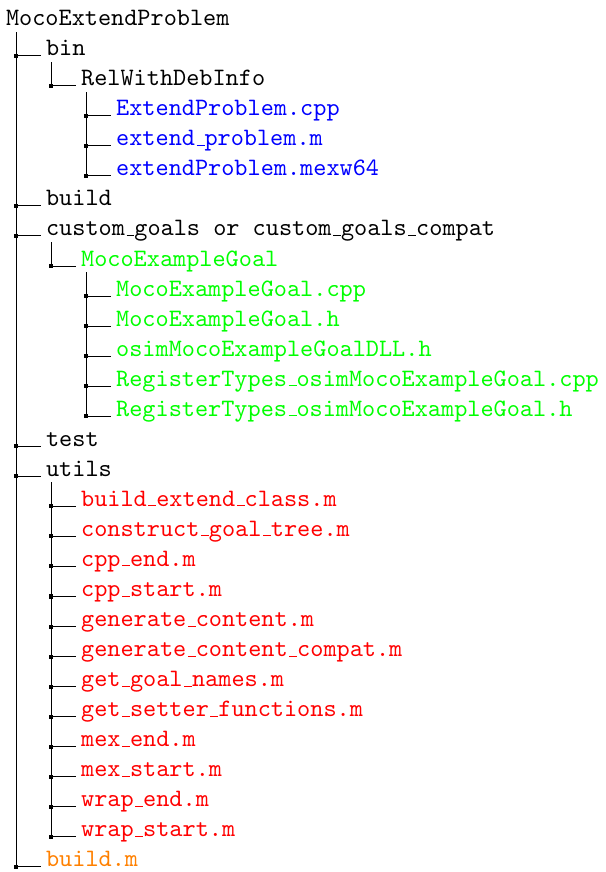 MocoExtendProblem
bin
RelWithDebInfo
ExtendProblem.cpp
extend_problem.m
extendProblem.mexw64
build
custom_goals or custom_goals_compat
MocoExampleGoal
MocoExampleGoal.cpp
MocoExampleGoal.h
osimMocoExampleGoalDLL.h
RegisterTypes_osimMocoExampleGoal.cpp
RegisterTypes_osimMocoExampleGoal.h
test
utils
build_extend_class.m
construct_goal_tree.m
cpp_end.m
cpp_start.m
generate_content.m
generate_content_compat.m
get_goal_names.m
get_setter_functions.m
mex_end.m
mex_start.m
wrap_end.m
wrap_start.m
build.m